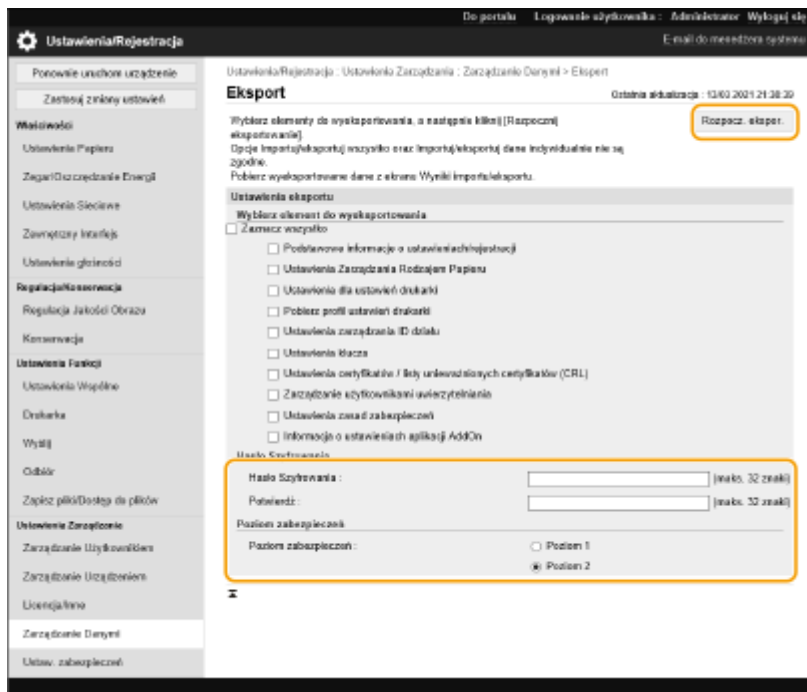 Do portalu Logowanie użytkownika : Administrator Wyloguj się
Ustawienia/Rejestracja
E-mail do menedżera systemu
Ponownie uruchom urządzenie
Zastosuj zmiany ustawień
Właściwości
Ustawienia Papieru
Zegar/Oszczędzanie Energii
Ustawienia Sieciowe
Zewnętrzny Interfejs
Ustawienia głośności
Regulacja/Konserwacja
Regulacja Jakości Obrazu
Konserwacja
Ustawienia Funkcji
Ustawienia Wspólne
Drukarka
Wyślij
Odbiór
Zapisz pliki/Dostęp do plików
Ustawienia Zarządzania
Zarządzanie Użytkownikiem
Zarządzanie Urządzeniem
Licencja/Inne
Zarządzanie Danymi
Ustaw. zabezpieczeń
Ustawienia/Rejestracja : Ustawienia Zarządzania : Zarządzanie Danymi > Eksport
Eksport
Ostatnia aktualizacja : 13/03 2021 21:38:39
Wybierz elementy do wyeksportowania, a następnie kliknij [Rozpocznij
eksportowanie].
Opcje Importuj/eksportuj wszystko oraz Importuj/eksportuj dane indywidualnie nie są
zgodne.
Pobierz wyeksportowane dane z ekranu Wyniki importu/eksportu.
Rozpocz. ekspor.
Ustawienia eksportu
Wybierz element do wyeksportowania
Zaznacz wszystko
Podstawowe informacje o ustawieniach/rejestracji
Ustawienia Zarządzania Rodzajem Papieru
Ustawienia dla ustawień drukarki
Pobierz profil ustawień drukarki
Ustawienia zarządzania ID działu
Ustawienia klucza
Ustawienia certyfikatów / listy unieważnionych certyfikatów (CRL)
Zarządzanie użytkownikami uwierzytelniania
Ustawienia zasad zabezpieczeń
Informacja o ustawieniach aplikacji AddOn
Hasło Szyfrowania
Hasło Szyfrowania : (maks. 32 znaki)
Potwierdź : (maks. 32 znaki)
Poziom zabezpieczeń
Poziom zabezpieczeń : Poziom 1
Poziom 2